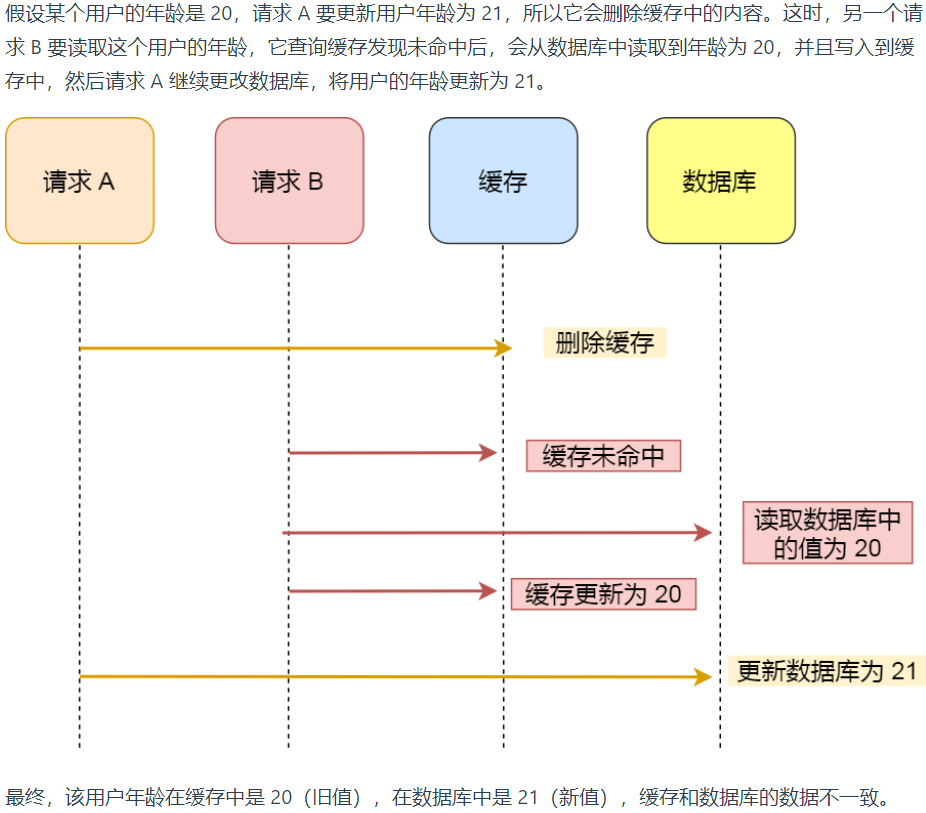 假设某个用户的年龄是 20，请求 A 要更新用户年龄为 21，所以它会删除缓存中的内容。这时，另一个请
求 B 要读取这个用户的年龄，它查询缓存发现未命中后，会从数据库中读取到年龄为 20，并且写入到缓
存中，然后请求 A 继续更改数据库，将用户的年龄更新为 21。
请求 A
请求 B
缓存
数据库
删除缓存
缓存未命中
读取数据库中
的值为 20
缓存更新为 20
更新数据库为 21
最终，该用户年龄在缓存中是 20（旧值），在数据库中是 21（新值），缓存和数据库的数据不一致。